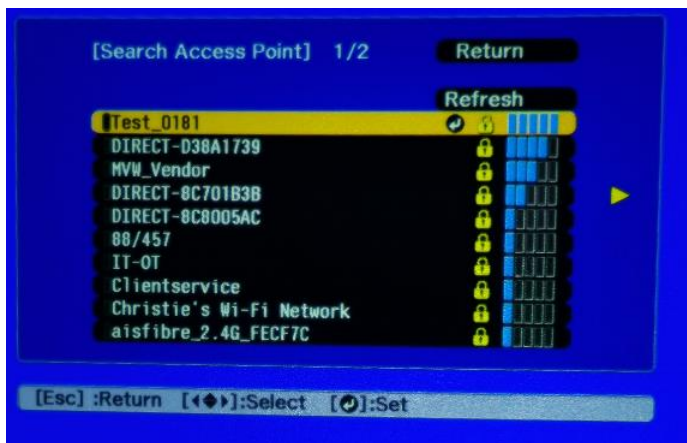 [Search Access Point] 1/2 Return
Refresh
Test_0181
DIRECT-D38A1739
MVW_Vendor
DIRECT-8C701B3B
DIRECT-8C8005AC
88/457
IT-OT
Clientservice
Christie's Wi-Fi Network
aisfibre_2.4G_FECF7C
[Esc] :Return [◀◆▶]:Select [⏎]:Set